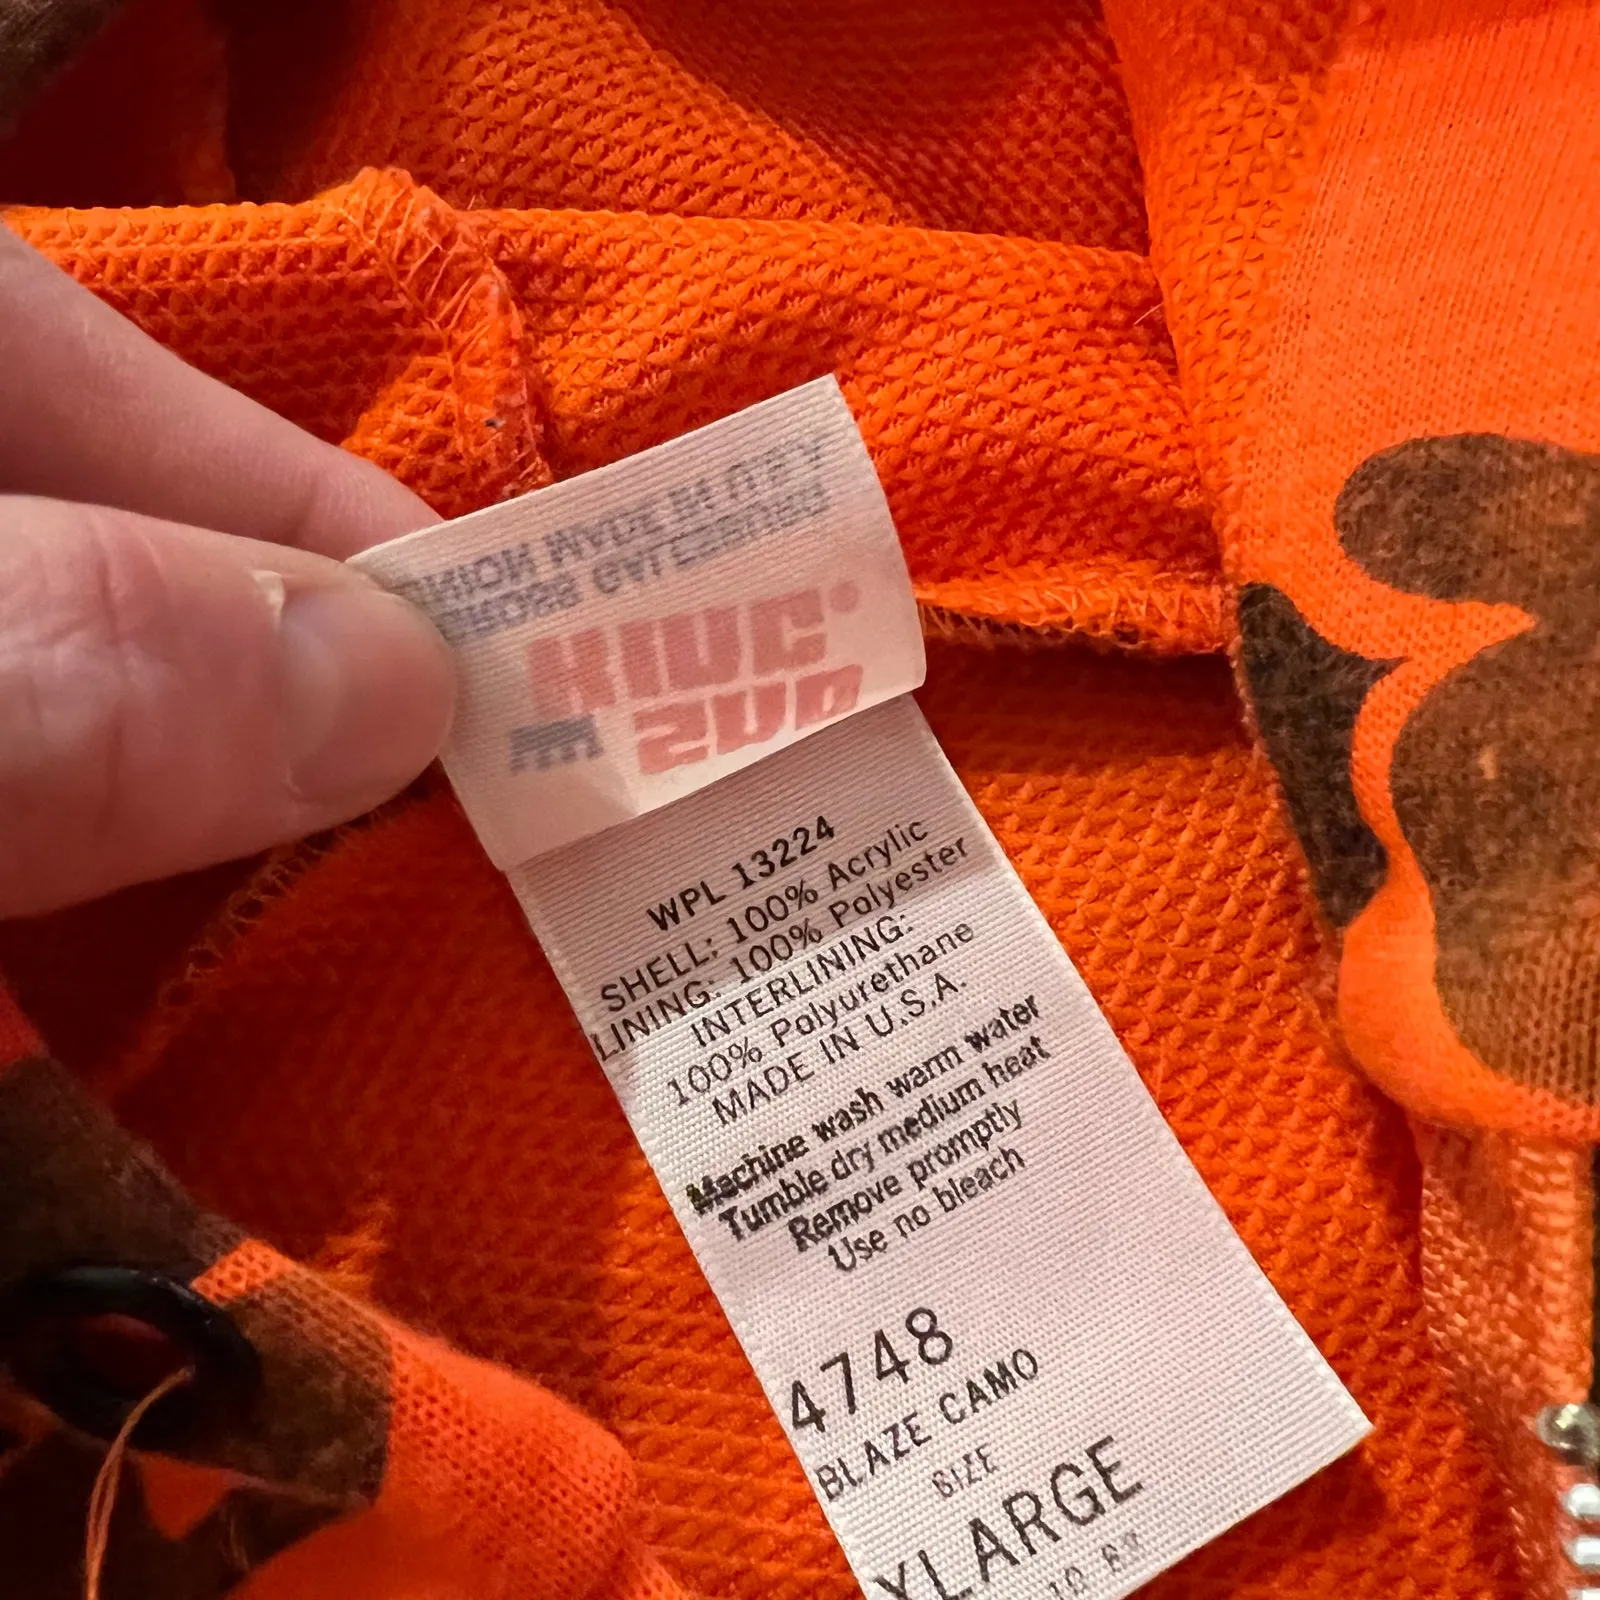 WPL 13224
SHELL: 100% Acrylic
LINING: 100% Polyester
INTERLINING:
100% Polyurethane
MADE IN U.S.A.
Machine wash warm water
Tumble dry medium heat
Remove promptly
Use no bleach
4748
BLAZE CAMO
SIZE
XLARGE